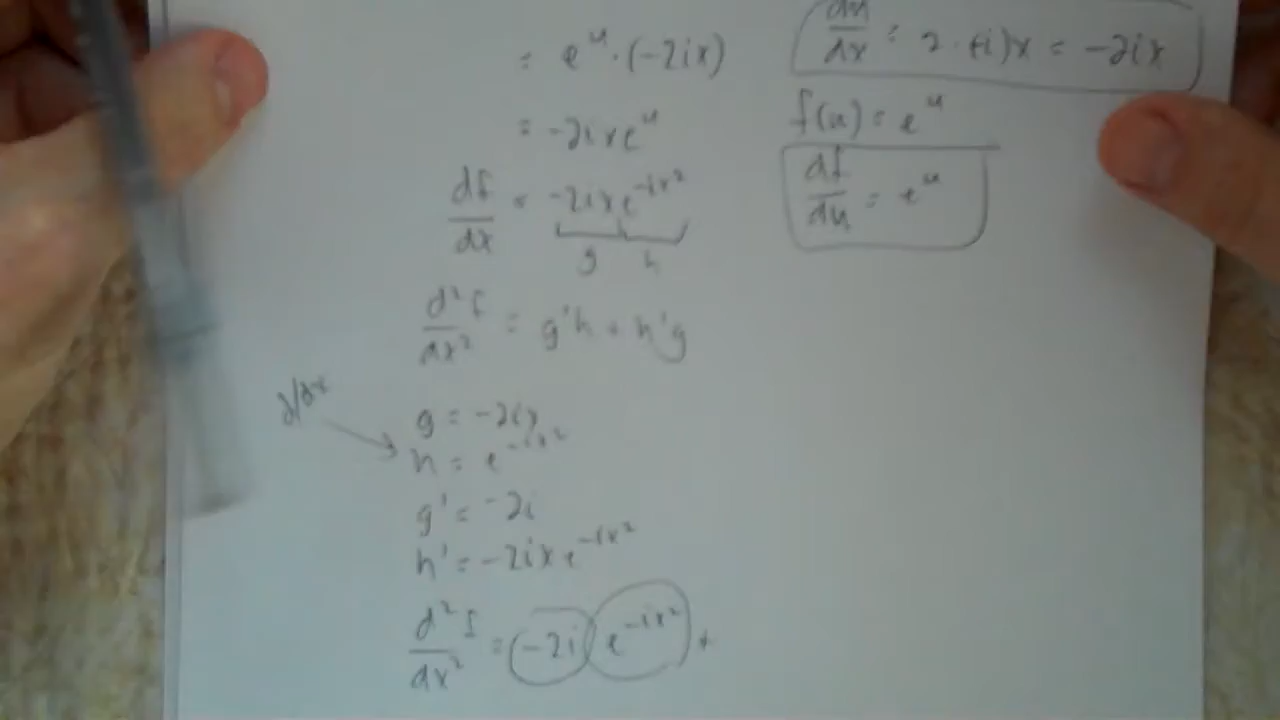 = e^u · (-2ix)
= -2ixe^u
df/dx = -2ixe^{-ix²}
g h
d²f/dx² = g'h + h'g
d/dx
g = -2ix
h = e^{-ix²}
g' = -2i
h' = -2ixe^{-ix²}
d²f/dx² = (-2i)(e^{-ix²}) +
du/dx = 2·(-i)x = -2ix
f(u) = e^u
df/du = e^u